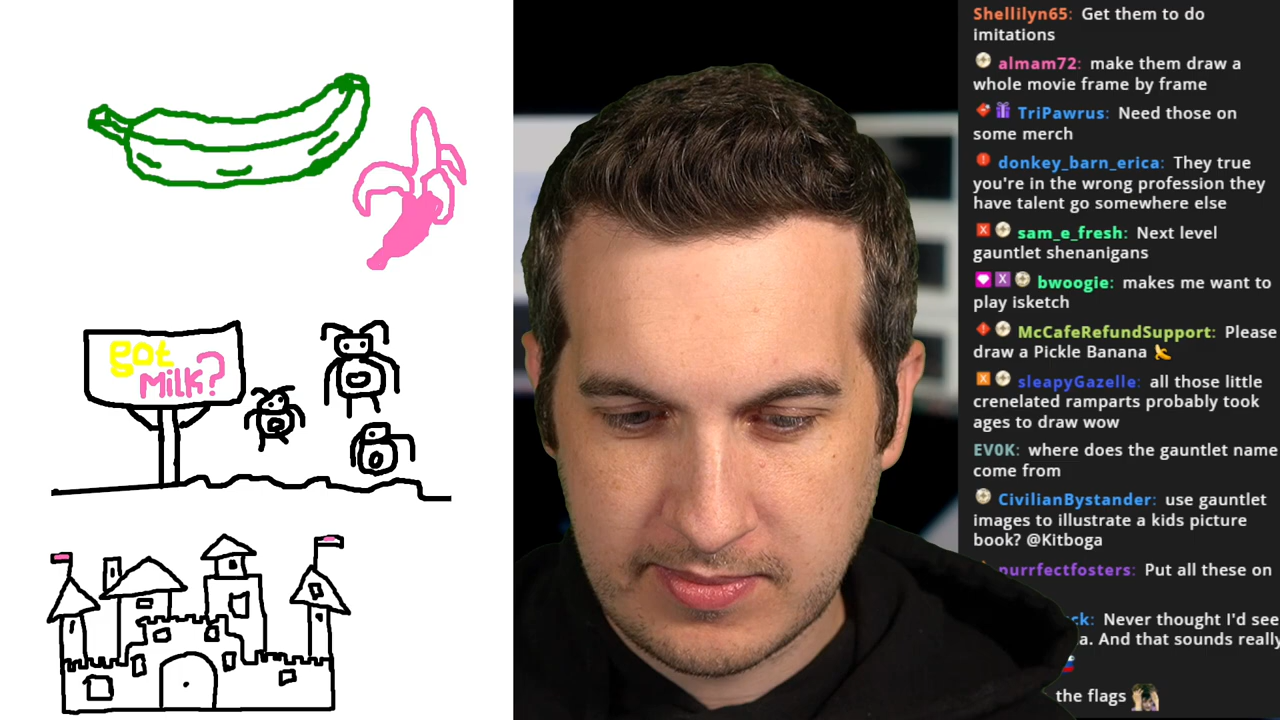 got
Milk?
Shellilyn65: Get them to do
imitations
almam72: make them draw a
whole movie frame by frame
TriPawrus: Need those on
some merch
donkey_barn_erica: They true
you're in the wrong profession they
have talent go somewhere else
sam_e_fresh: Next level
gauntlet shenanigans
bwoogie: makes me want to
play isketch
McCafeRefundSupport: Please
draw a Pickle Banana
sleapyGazelle: all those little
crenelated ramparts probably took
ages to draw wow
EV0K: where does the gauntlet name
come from
CivilianBystander: use gauntlet
images to illustrate a kids picture
book? @Kitboga
purrfectfosters: Put all these on
ck: Never thought I'd see
a. And that sounds really
the flags